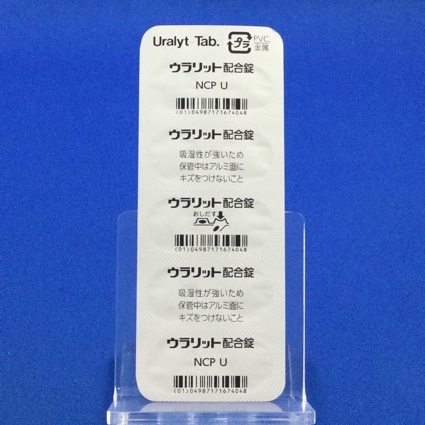 Uralyt Tab.
プラ
PVC
金属
ウラリット配合錠
NCP U
(01)04987171674048
ウラリット配合錠
吸湿性が強いため
保管中はアルミ面に
キズをつけないこと
ウラリット配合錠
おしだす
(01)04987171674048
ウラリット配合錠
吸湿性が強いため
保管中はアルミ面に
キズをつけないこと
ウラリット配合錠
NCP U
(01)04987171674048